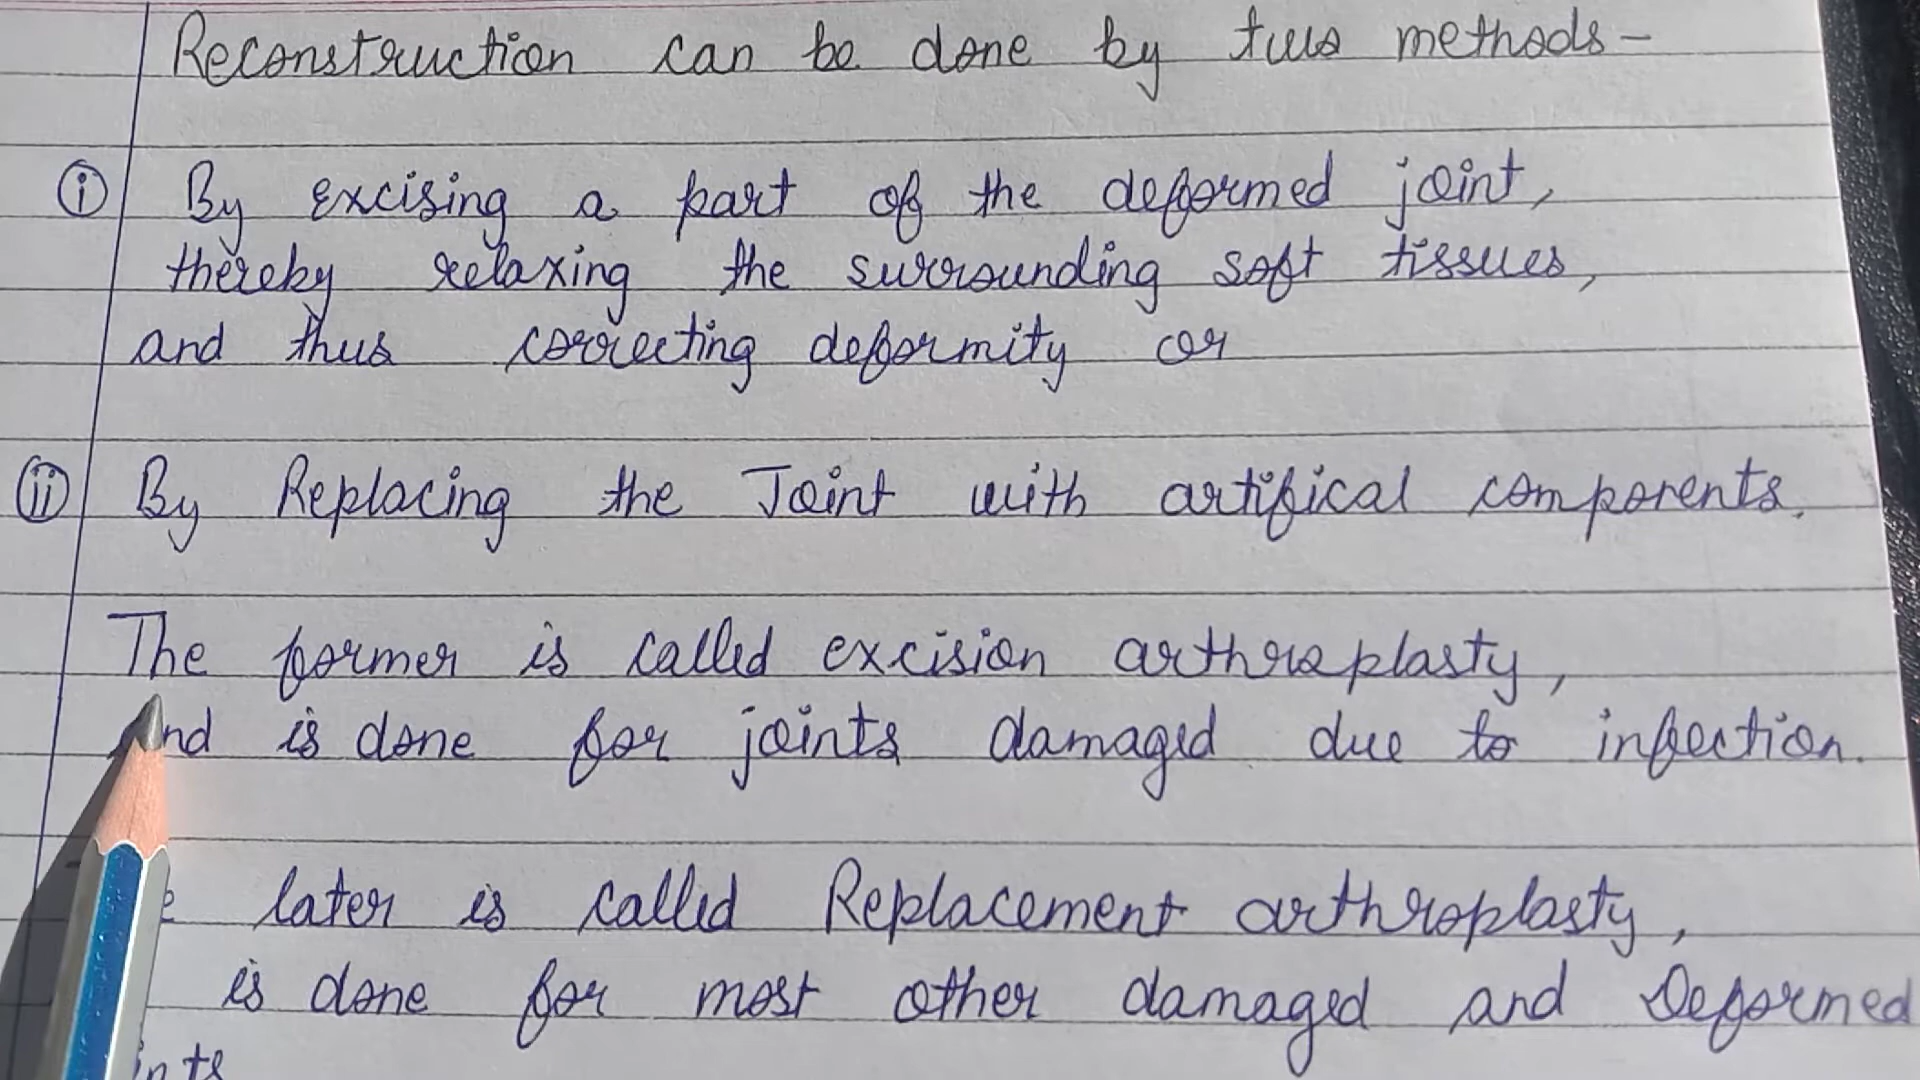 Reconstruction can be done by two methods-
(i) By excising a part of the deformed joint,
thereby relaxing the surrounding soft tissues,
and thus correcting deformity or
(ii) By Replacing the Joint with artifical components.
The former is called excision arthroplasty,
and is done for joints damaged due to infection.
later is called Replacement arthroplasty,
is done for most other damaged and Deformed